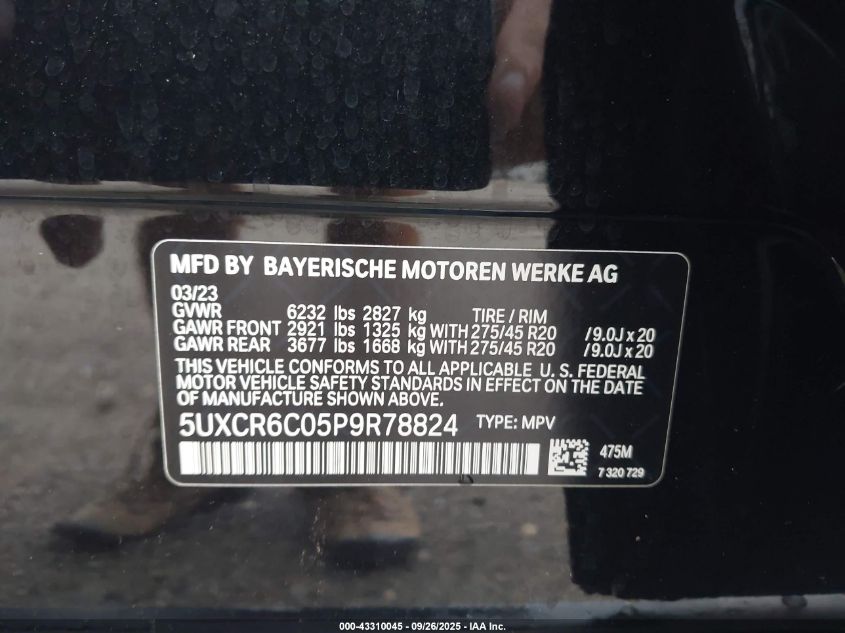 MFD BY BAYERISCHE MOTOREN WERKE AG
03/23
GVWR 6232 lbs 2827 kg TIRE / RIM
GAWR FRONT 2921 lbs 1325 kg WITH 275/45 R20 / 9.0J x 20
GAWR REAR 3677 lbs 1668 kg WITH 275/45 R20 / 9.0J x 20
THIS VEHICLE CONFORMS TO ALL APPLICABLE U. S. FEDERAL
MOTOR VEHICLE SAFETY STANDARDS IN EFFECT ON THE DATE
OF MANUFACTURE SHOWN ABOVE.
5UXCR6C05P9R78824 TYPE: MPV
475M
7 320 729
000-43310045 - 09/26/2025 - IAA Inc.